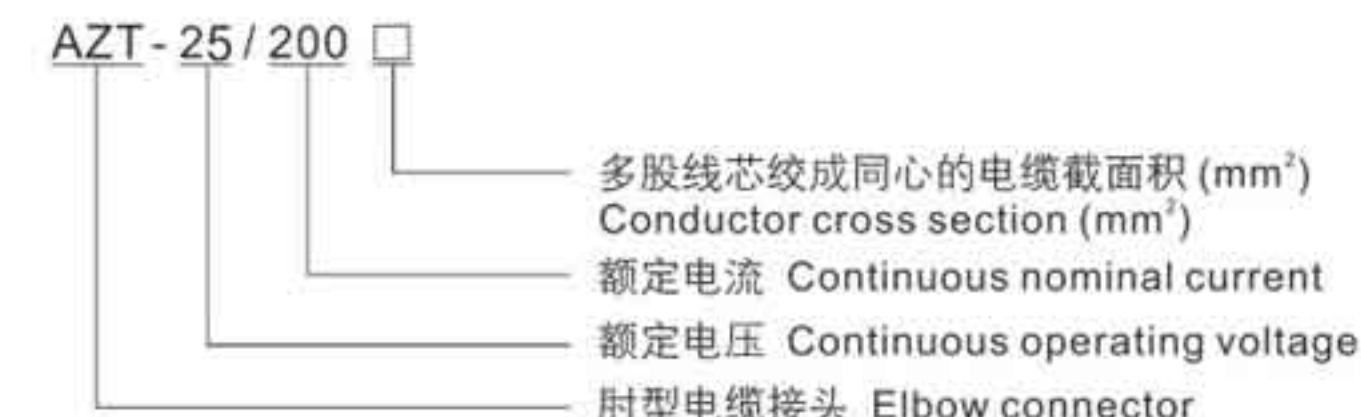 AZT - 25 / 200 □
多股线芯绞成同心的电缆截面积 (mm²)
Conductor cross section (mm²)
额定电流 Continuous nominal current
额定电压 Continuous operating voltage
肘型电缆接头 Elbow connector